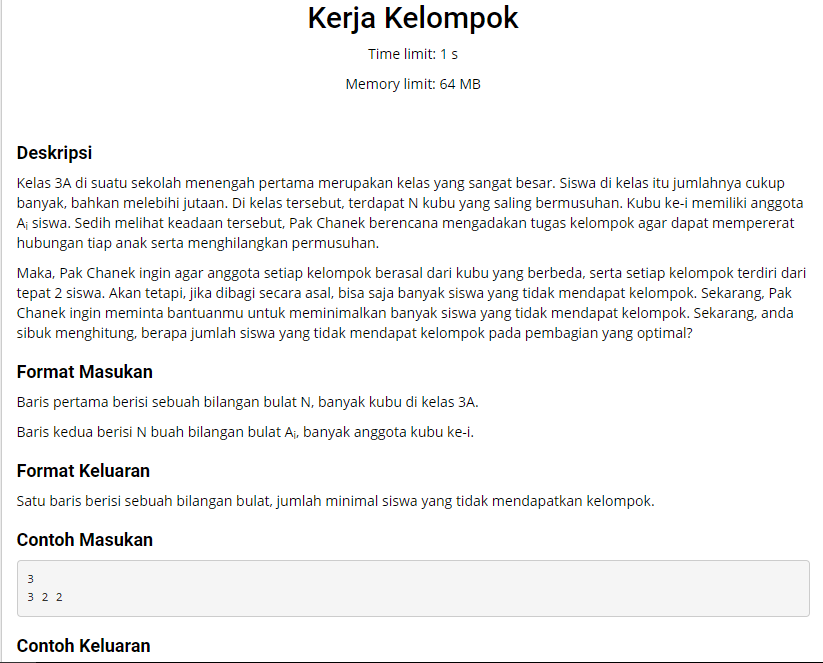 Kerja Kelompok
Time limit: 1 s
Memory limit: 64 MB
Deskripsi
Kelas 3A di suatu sekolah menengah pertama merupakan kelas yang sangat besar. Siswa di kelas itu jumlahnya cukup
banyak, bahkan melebihi jutaan. Di kelas tersebut, terdapat N kubu yang saling bermusuhan. Kubu ke-i memiliki anggota
Ai siswa. Sedih melihat keadaan tersebut, Pak Chanek berencana mengadakan tugas kelompok agar dapat mempererat
hubungan tiap anak serta menghilangkan permusuhan.
Maka, Pak Chanek ingin agar anggota setiap kelompok berasal dari kubu yang berbeda, serta setiap kelompok terdiri dari
tepat 2 siswa. Akan tetapi, jika dibagi secara asal, bisa saja banyak siswa yang tidak mendapat kelompok. Sekarang, Pak
Chanek ingin meminta bantuanmu untuk meminimalkan banyak siswa yang tidak mendapat kelompok. Sekarang, anda
sibuk menghitung, berapa jumlah siswa yang tidak mendapat kelompok pada pembagian yang optimal?
Format Masukan
Baris pertama berisi sebuah bilangan bulat N, banyak kubu di kelas 3A.
Baris kedua berisi N buah bilangan bulat Ai, banyak anggota kubu ke-i.
Format Keluaran
Satu baris berisi sebuah bilangan bulat, jumlah minimal siswa yang tidak mendapatkan kelompok.
Contoh Masukan
3
3 2 2
Contoh Keluaran